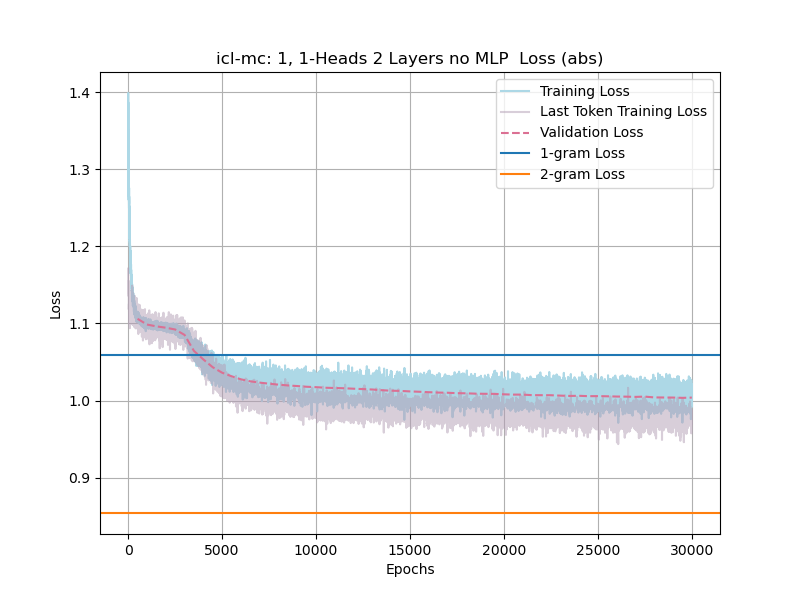 icl-mc: 1, 1-Heads 2 Layers no MLP  Loss (abs)
1.4
1.3
1.2
1.1
1.0
0.9
Loss
Training Loss
Last Token Training Loss
Validation Loss
1-gram Loss
2-gram Loss
0 5000 10000 15000 20000 25000 30000
Epochs